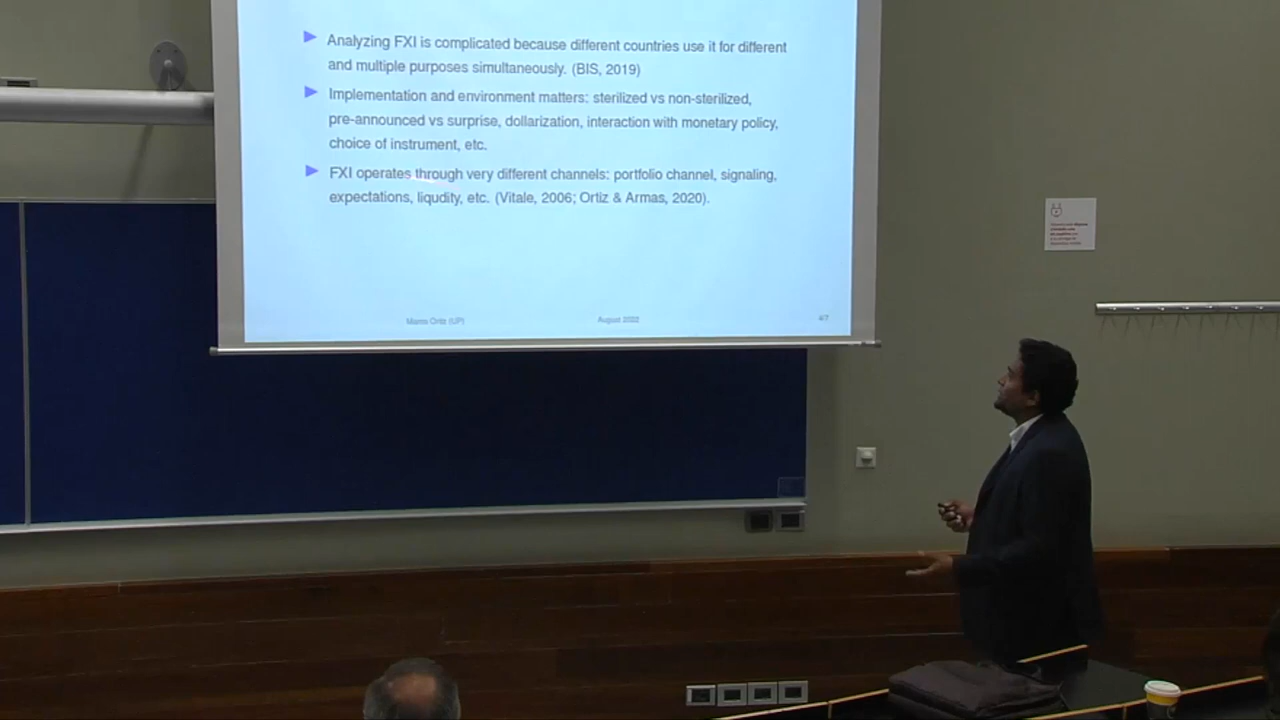 Analyzing FXI is complicated because different countries use it for different
and multiple purposes simultaneously. (BIS, 2019)
Implementation and environment matters: sterilized vs non-sterilized,
pre-announced vs surprise, dollarization, interaction with monetary policy,
choice of instrument, etc.
FXI operates through very different channels: portfolio channel, signaling,
expectations, liqudity, etc. (Vitale, 2006; Ortiz & Armas, 2020).
Marco Ortiz (UP)
August 2002
4/7